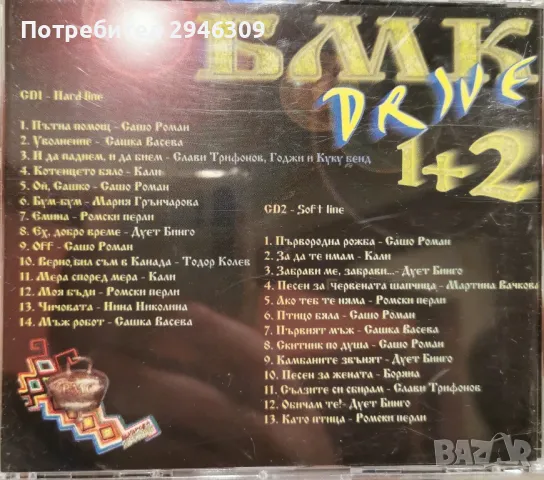 Потребител 2946309
БМК
DRIVE
1+2
CD1 - Hard line
1. Пътна помощ - Сашо Роман
2. Уволнение - Сашка Васева
3. И да паднем, и да бием - Слави Трифонов, Годжи и Куку бенд
4. Котенцето бяло - Кали
5. Ой, Сашко - Сашо Роман
6. Бум-бум - Мария Грънчарова
7. Емина - Ромски перли
8. Ех, добро време - Дует Бинго
9. Off - Сашо Роман
10. Верно,бил съм в Канада - Тодор Колев
11. Мера според мера - Кали
12. Моя бъди - Ромски перли
13. Чичовата - Нина Николина
14. Мъж робот - Сашка Васева
CD2 - Soft line
1. Първородна рожба - Сашо Роман
2. За да те имам - Кали
3. Забрави ме, забрави... - Дует Бинго
4. Песен за Червената шапчица - Мартина Вачкова
5. Ако теб те няма - Ромски перли
6. Птицо бяла - Сашо Роман
7. Първият мъж - Сашка Васева
8. Скитник по душа - Сашо Роман
9. Камбаните звънят - Дует Бинго
10. Песен за жената - Боряна
11. Сълзите си сбирам - Слави Трифонов
12. Обичам те! - Дует Бинго
13. Като птица - Ромски перли
BAZAR